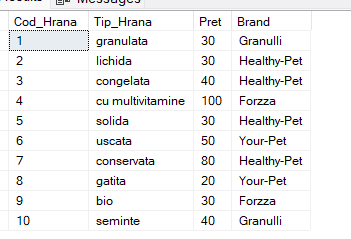 Messages
Cod_Hrana Tip_Hrana Pret Brand
1 granulata 30 Granulli
2 lichida 30 Healthy-Pet
3 congelata 40 Healthy-Pet
4 cu multivitamine 100 Forzza
5 solida 30 Healthy-Pet
6 uscata 50 Your-Pet
7 conservata 80 Healthy-Pet
8 gatita 20 Your-Pet
9 bio 30 Forzza
10 seminte 40 Granulli